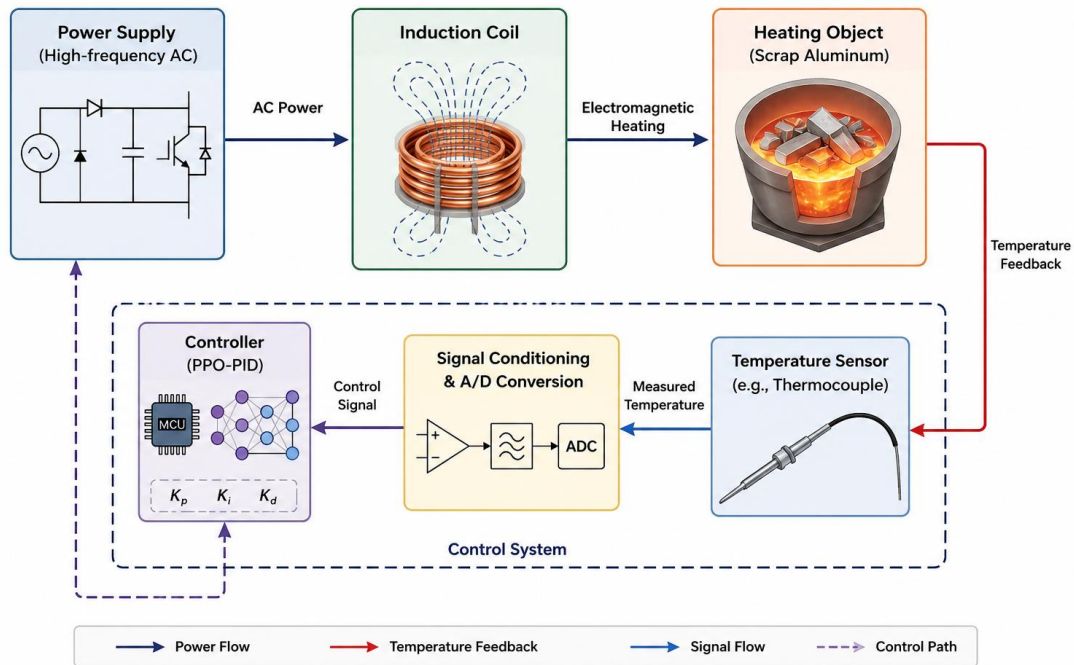 Power Supply
(High-frequency AC)
AC Power
Induction Coil
Electromagnetic
Heating
Heating Object
(Scrap Aluminum)
Temperature
Feedback
Controller
(PPO-PID)
MCU
Kp Ki Kd
Control
Signal
Signal Conditioning
& A/D Conversion
+
−
ADC
Measured
Temperature
Temperature Sensor
(e.g., Thermocouple)
Control System
Power Flow
Temperature Feedback
Signal Flow
Control Path